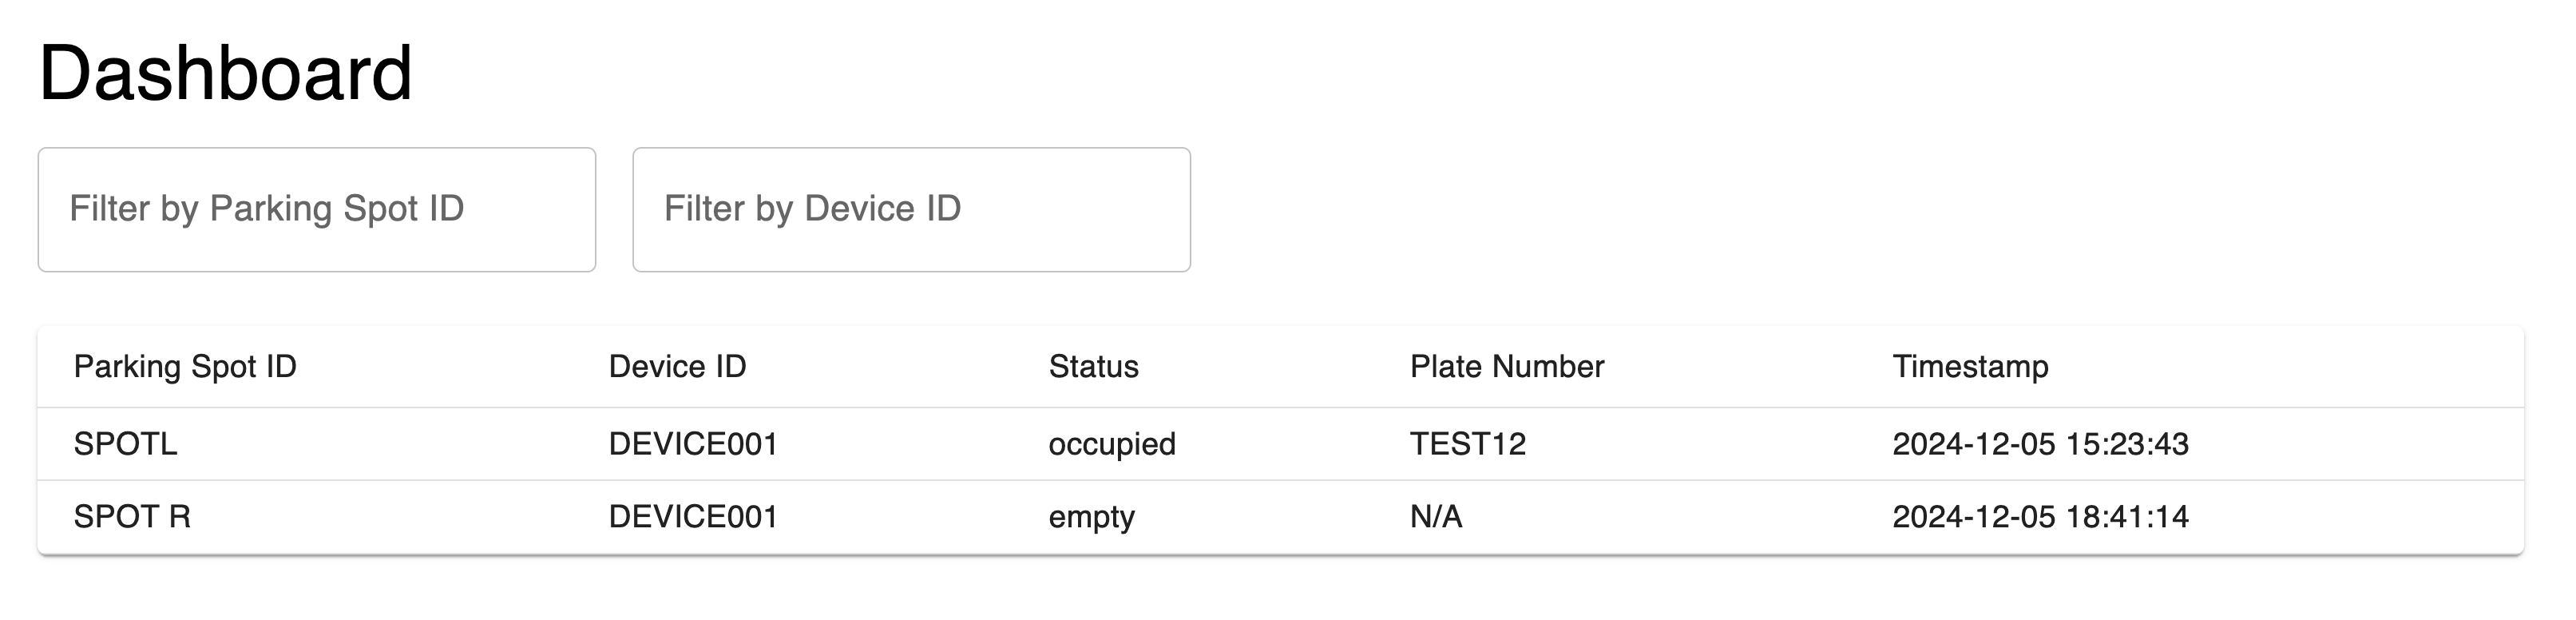 Dashboard
Filter by Parking Spot ID Filter by Device ID
Parking Spot ID Device ID Status Plate Number Timestamp
SPOTL DEVICE001 occupied TEST12 2024-12-05 15:23:43
SPOT R DEVICE001 empty N/A 2024-12-05 18:41:14